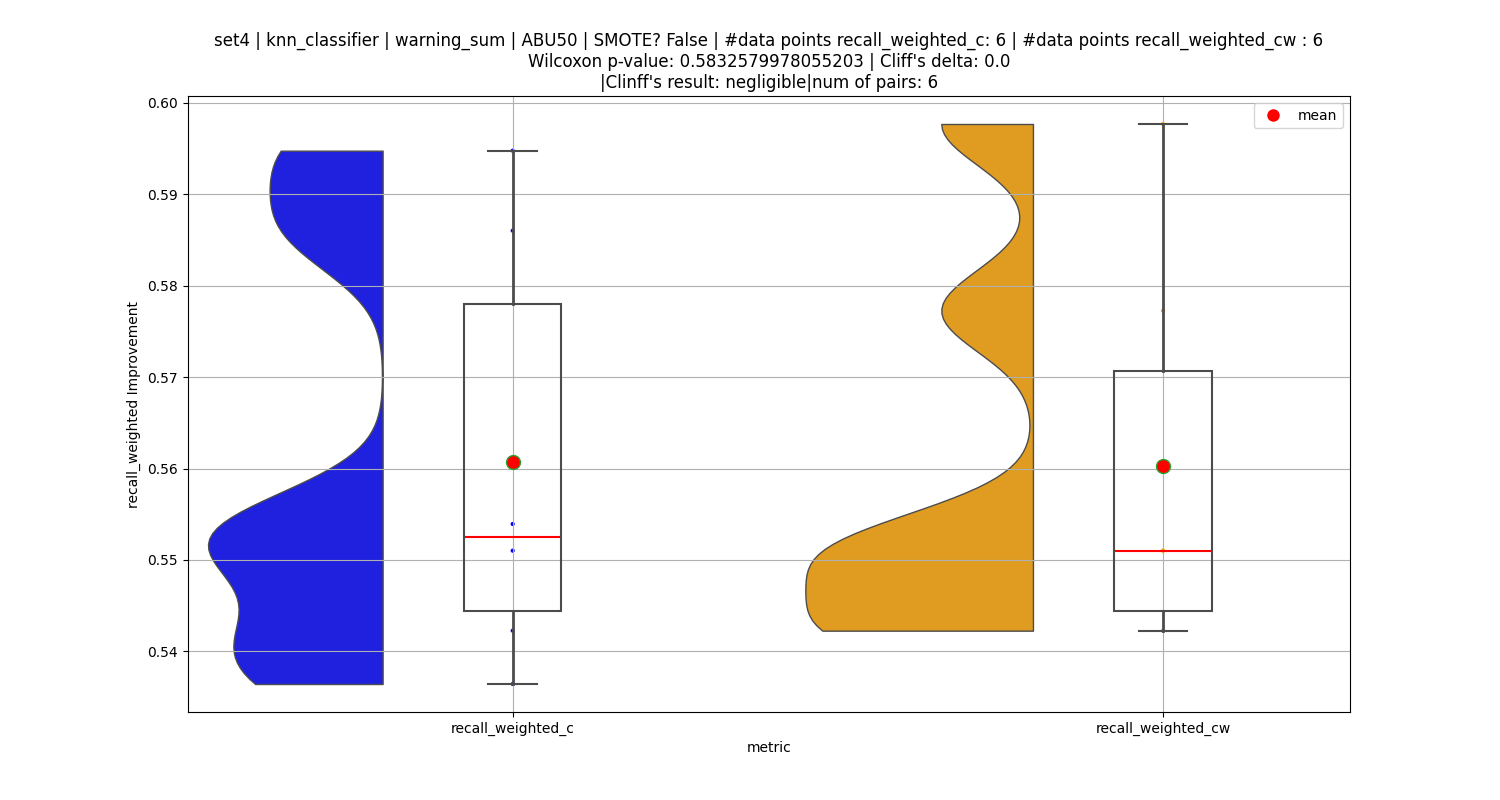 set4 | knn_classifier | warning_sum | ABU50 | SMOTE? False | #data points recall_weighted_c: 6 | #data points recall_weighted_cw : 6
Wilcoxon p-value: 0.5832579978055203 | Cliff's delta: 0.0
|Clinff's result: negligible|num of pairs: 6
mean
0.60
0.59
0.58
0.57
0.56
0.55
0.54
recall_weighted Improvement
recall_weighted_c
recall_weighted_cw
metric